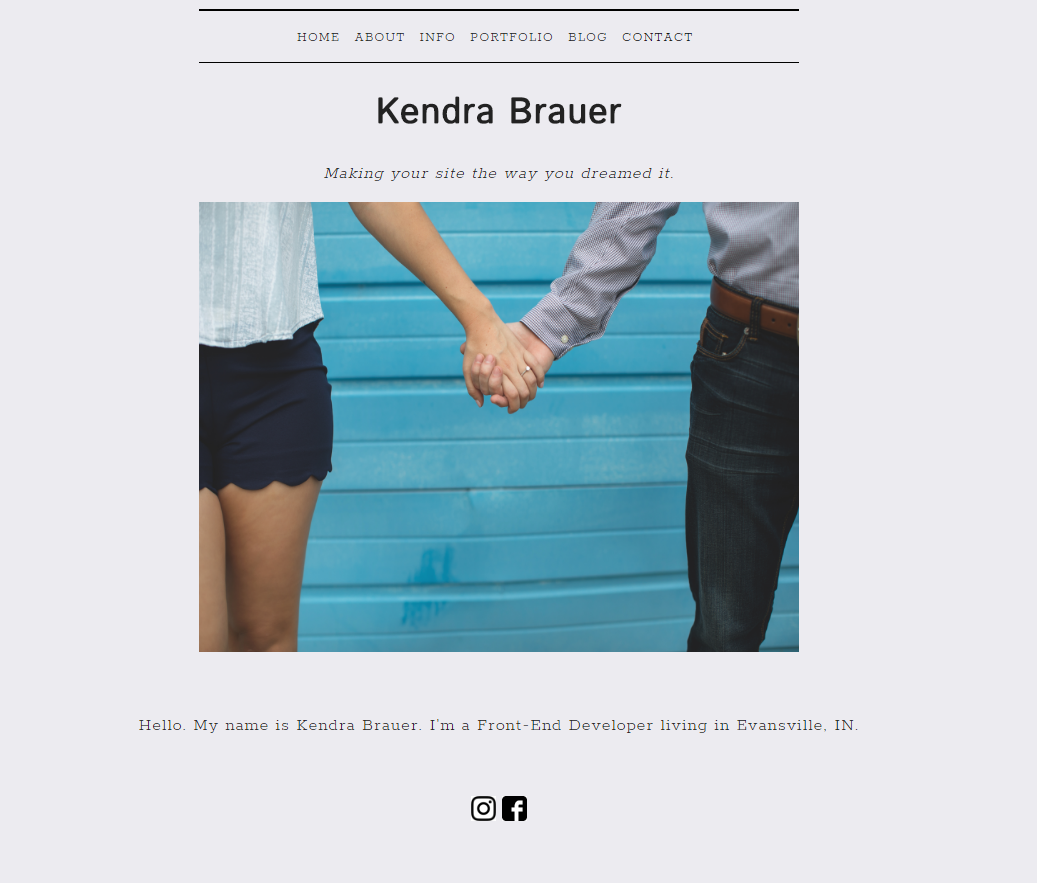 HOME ABOUT INFO PORTFOLIO BLOG CONTACT
Kendra Brauer
Making your site the way you dreamed it.
Hello. My name is Kendra Brauer. I'm a Front-End Developer living in Evansville, IN.